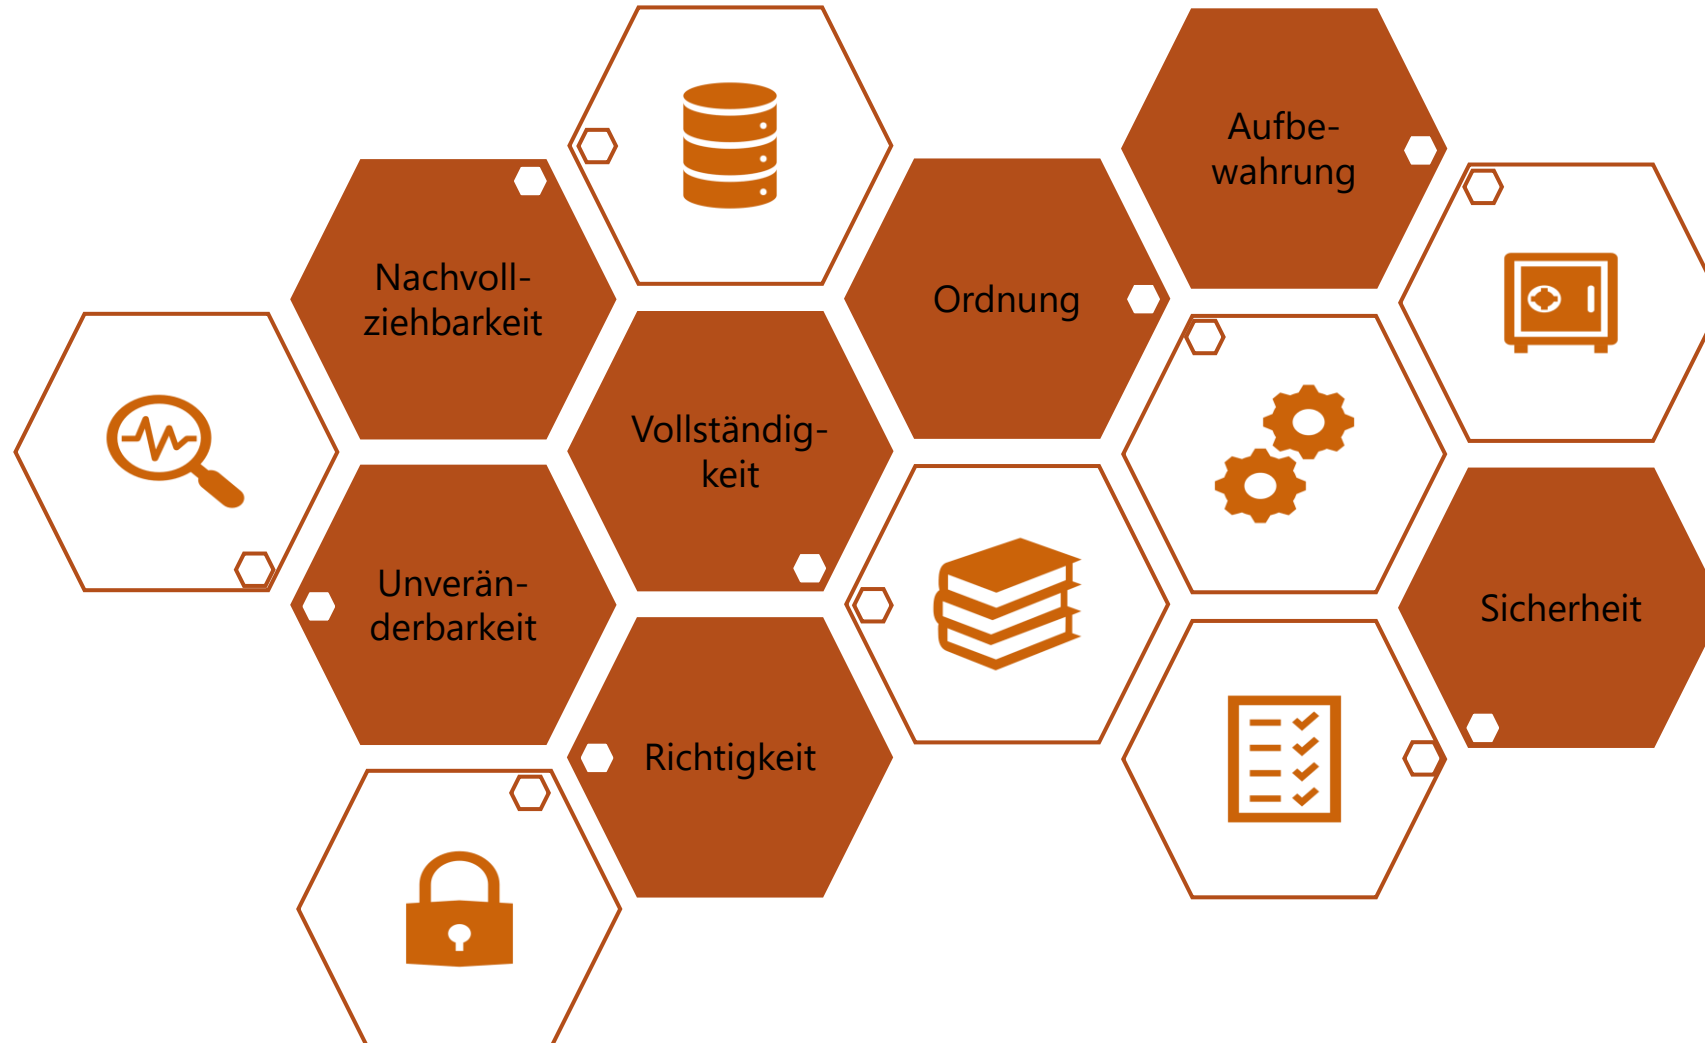 Aufbe-
wahrung
Nachvoll-
ziehbarkeit
Ordnung
Vollständig-
keit
Unverän-
derbarkeit
Sicherheit
Richtigkeit